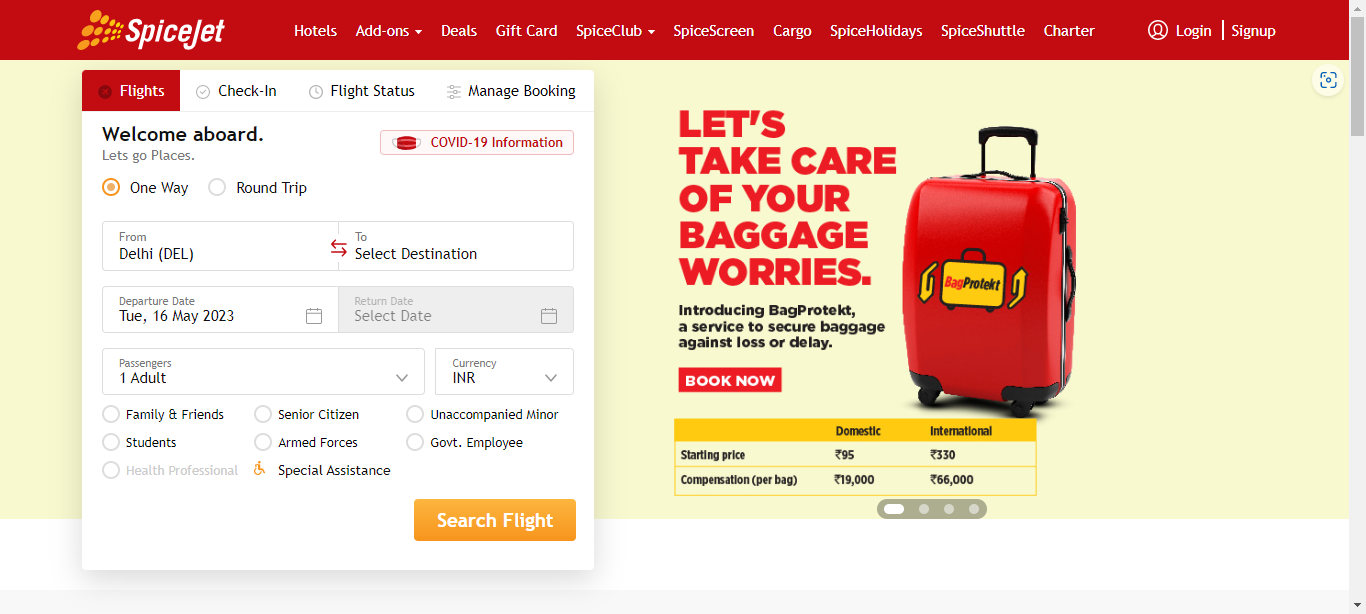 SpiceJet
Hotels Add-ons Deals Gift Card SpiceClub SpiceScreen Cargo SpiceHolidays SpiceShuttle Charter Login Signup
Flights Check-In Flight Status Manage Booking
Welcome aboard.
Lets go Places.
COVID-19 Information
One Way Round Trip
From
Delhi (DEL)
To
Select Destination
Departure Date
Tue, 16 May 2023
Return Date
Select Date
Passengers
1 Adult
Currency
INR
Family & Friends Senior Citizen Unaccompanied Minor
Students Armed Forces Govt. Employee
Health Professional Special Assistance
Search Flight
LET'S
TAKE CARE
OF YOUR
BAGGAGE
WORRIES.
Introducing BagProtekt,
a service to secure baggage
against loss or delay.
BOOK NOW
BagProtekt
Domestic International
Starting price ₹95 ₹330
Compensation (per bag) ₹19,000 ₹66,000